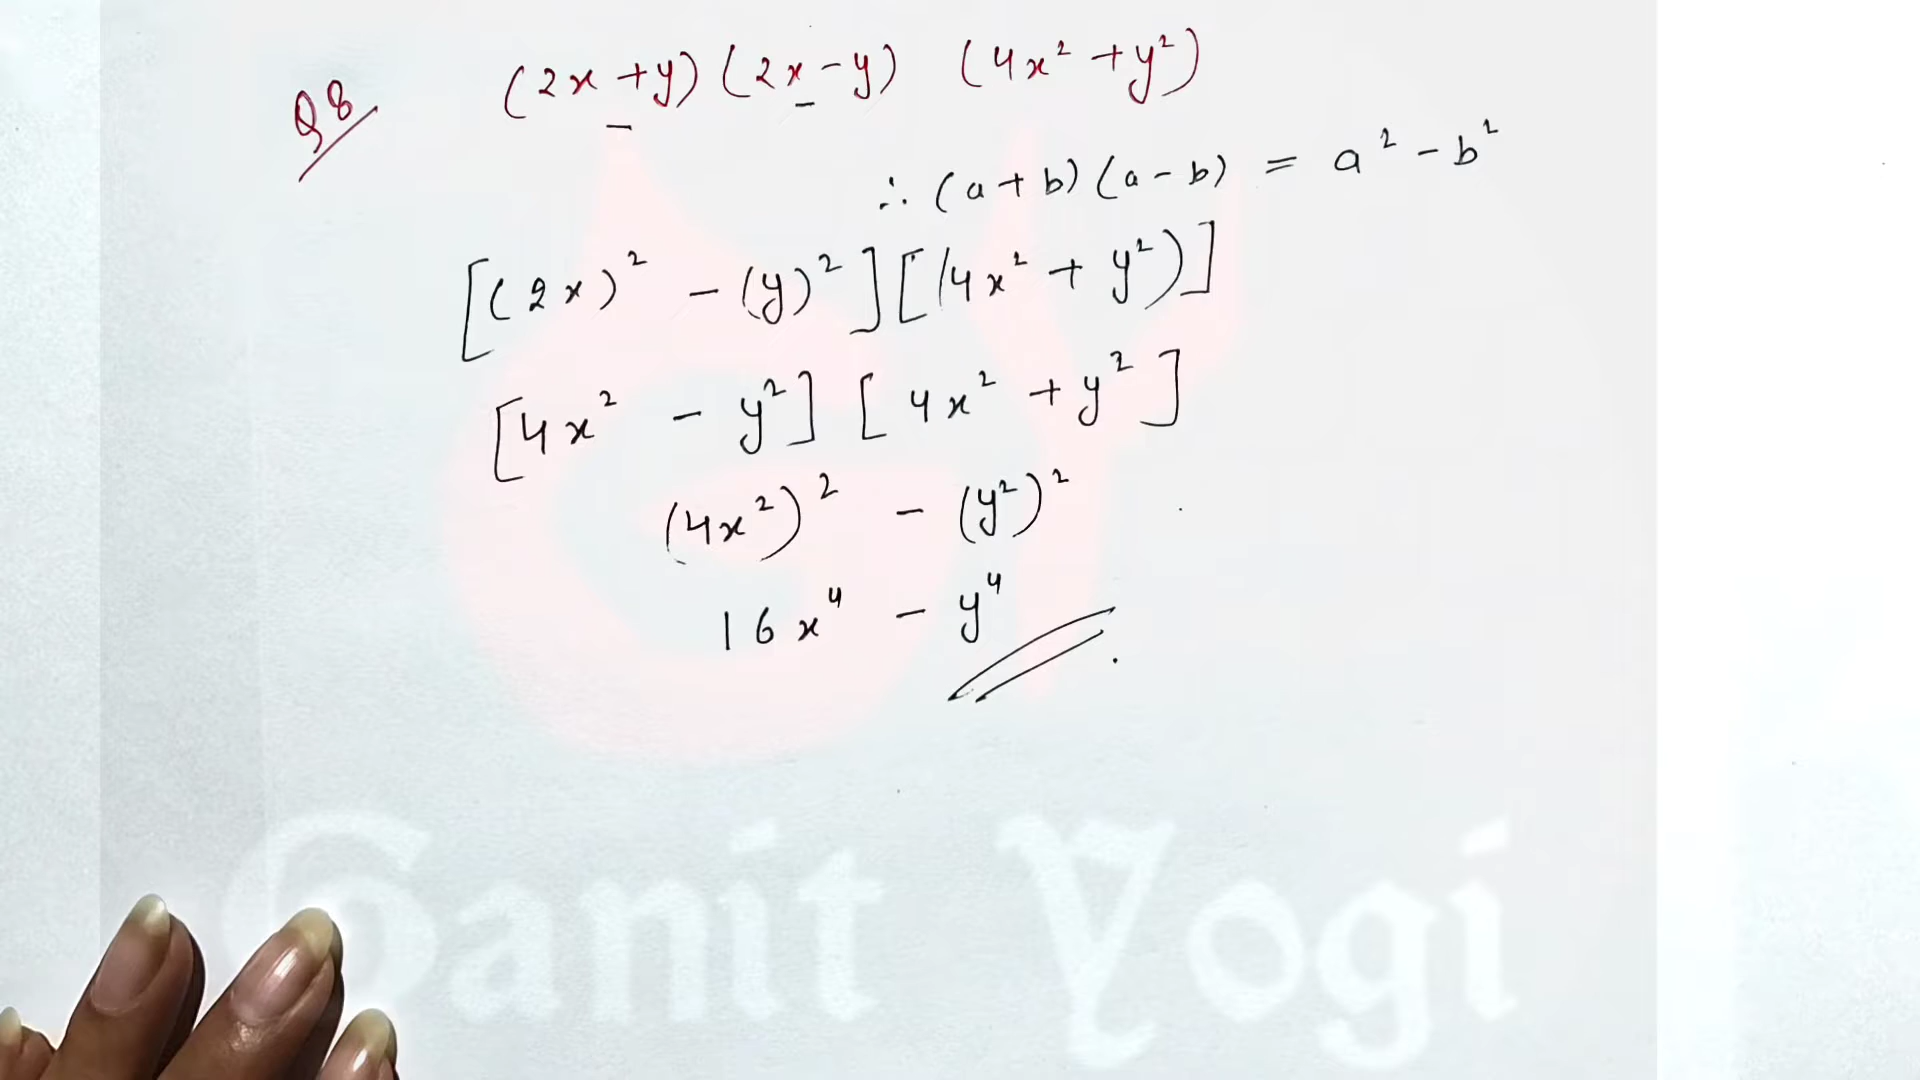 Q8 (2x + y) (2x - y) (4x² + y²)
∴ (a + b) (a - b) = a² - b²
[(2x)² - (y)²] [(4x² + y²)]
[4x² - y²] [4x² + y²]
(4x²)² - (y²)²
16x⁴ - y⁴
GY
Ganit Yogi